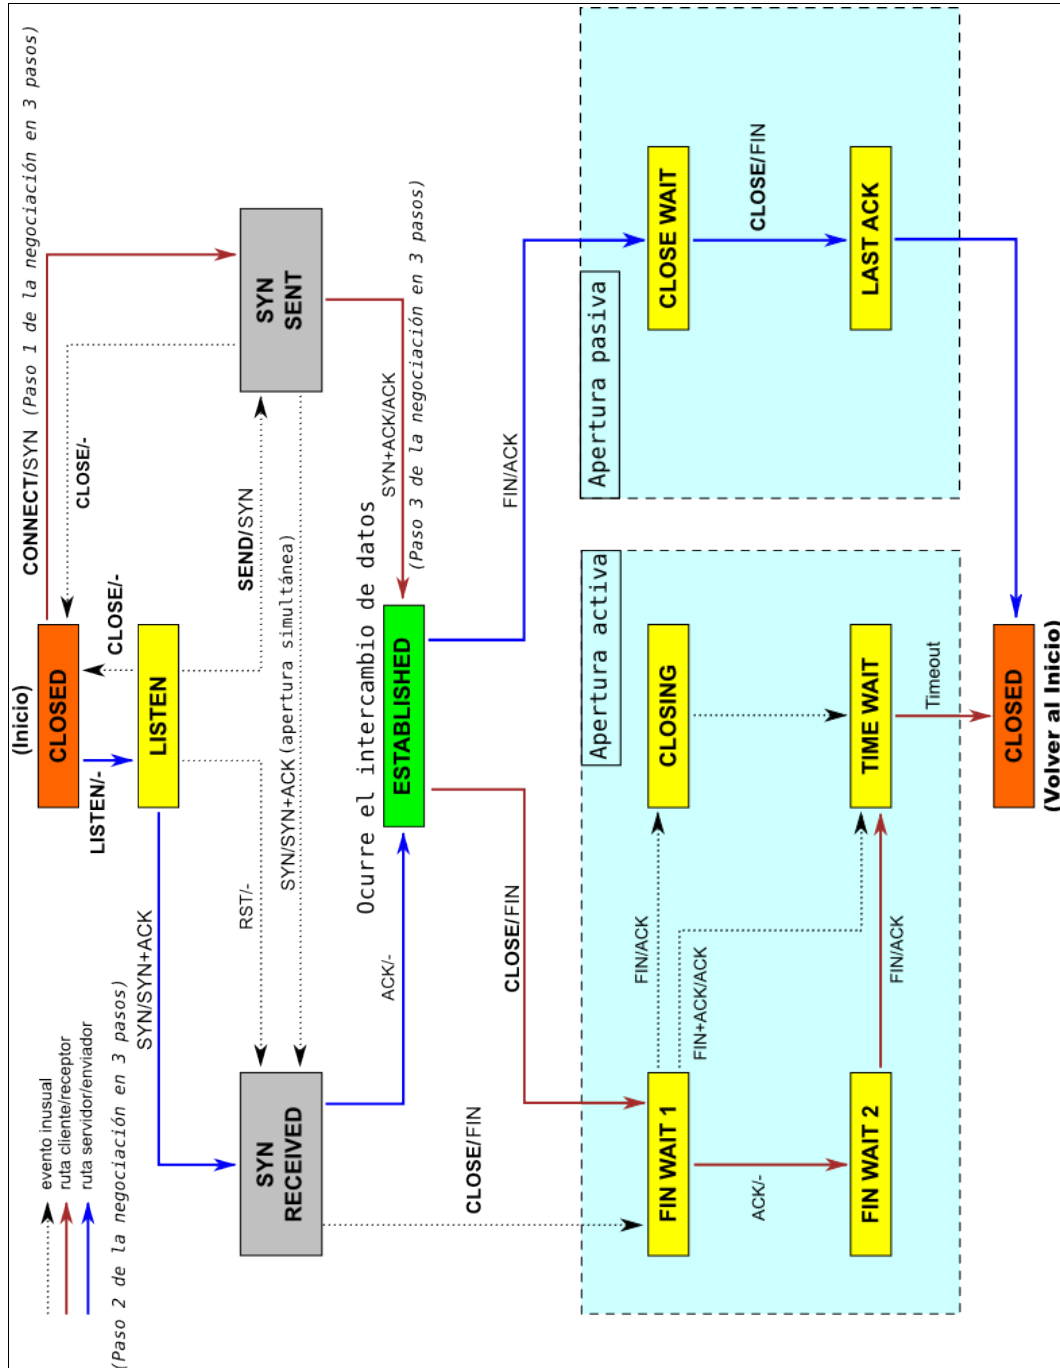 evento inusual
ruta cliente/receptor
ruta servidor/enviador
(Inicio)
CLOSED
CONNECT/SYN (Paso 1 de la negociación en 3 pasos)
CLOSE/-
CLOSE/-
LISTEN/-
LISTEN
SYN/SYN+ACK
(Paso 2 de la negociación en 3 pasos)
RST/-
SEND/SYN
SYN/SYN+ACK (apertura simultánea)
SYN
RECEIVED
SYN
SENT
SYN+ACK/ACK
(Paso 3 de la negociación en 3 pasos)
Ocurre el intercambio de datos
ACK/-
ESTABLISHED
CLOSE/FIN
CLOSE/FIN
FIN/ACK
Apertura activa
Apertura pasiva
FIN WAIT 1
FIN/ACK
CLOSING
FIN+ACK/ACK
ACK/-
FIN WAIT 2
FIN/ACK
TIME WAIT
Timeout
CLOSE WAIT
CLOSE/FIN
LAST ACK
CLOSED
(Volver al Inicio)